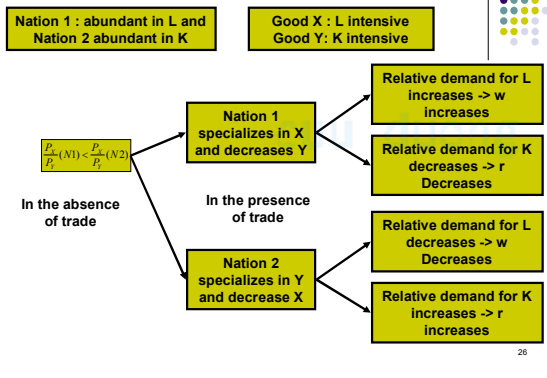 Nation 1 : abundant in L and
Nation 2 abundant in K
Good X : L intensive
Good Y: K intensive
P_X/P_Y (N1) < P_X/P_Y (N2)
In the absence
of trade
Nation 1
specializes in X
and decreases Y
In the presence
of trade
Nation 2
specializes in Y
and decrease X
Relative demand for L
increases -> w
increases
Relative demand for K
decreases -> r
Decreases
Relative demand for L
decreases -> w
Decreases
Relative demand for K
increases -> r
increases
26